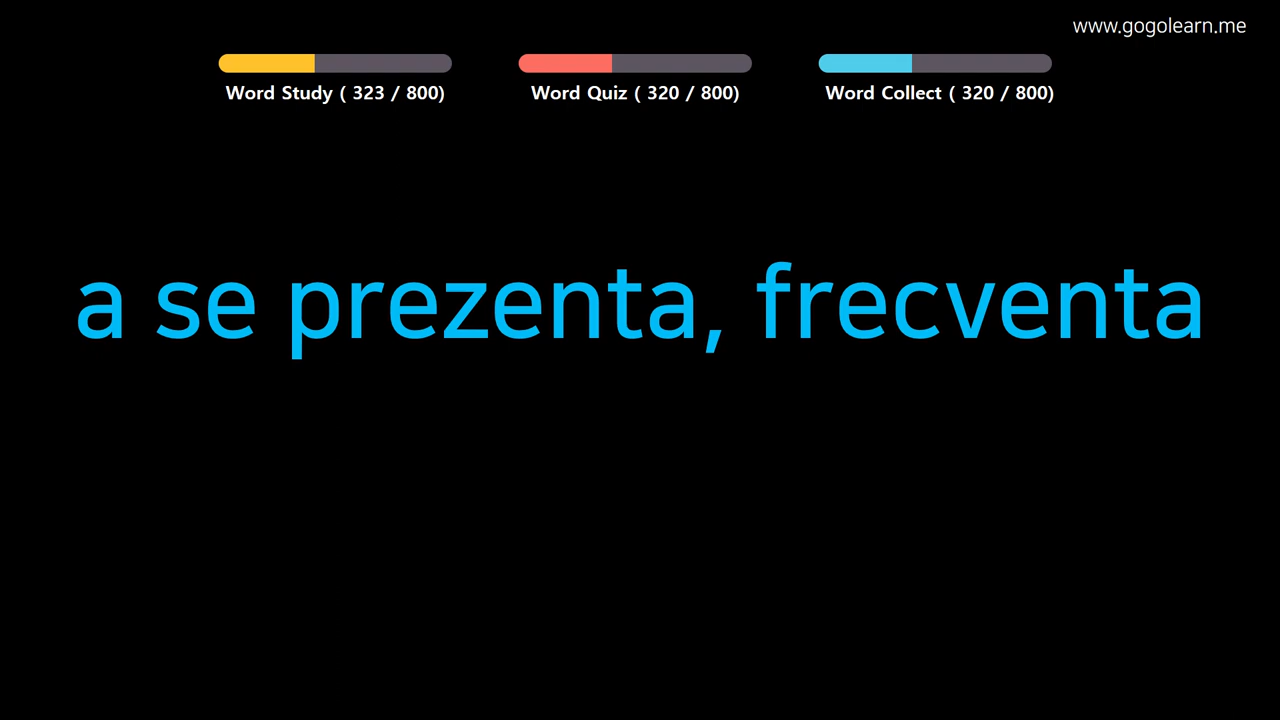 www.gogolearn.me
Word Study ( 323 / 800)
Word Quiz ( 320 / 800)
Word Collect ( 320 / 800)
a se prezenta, frecventa